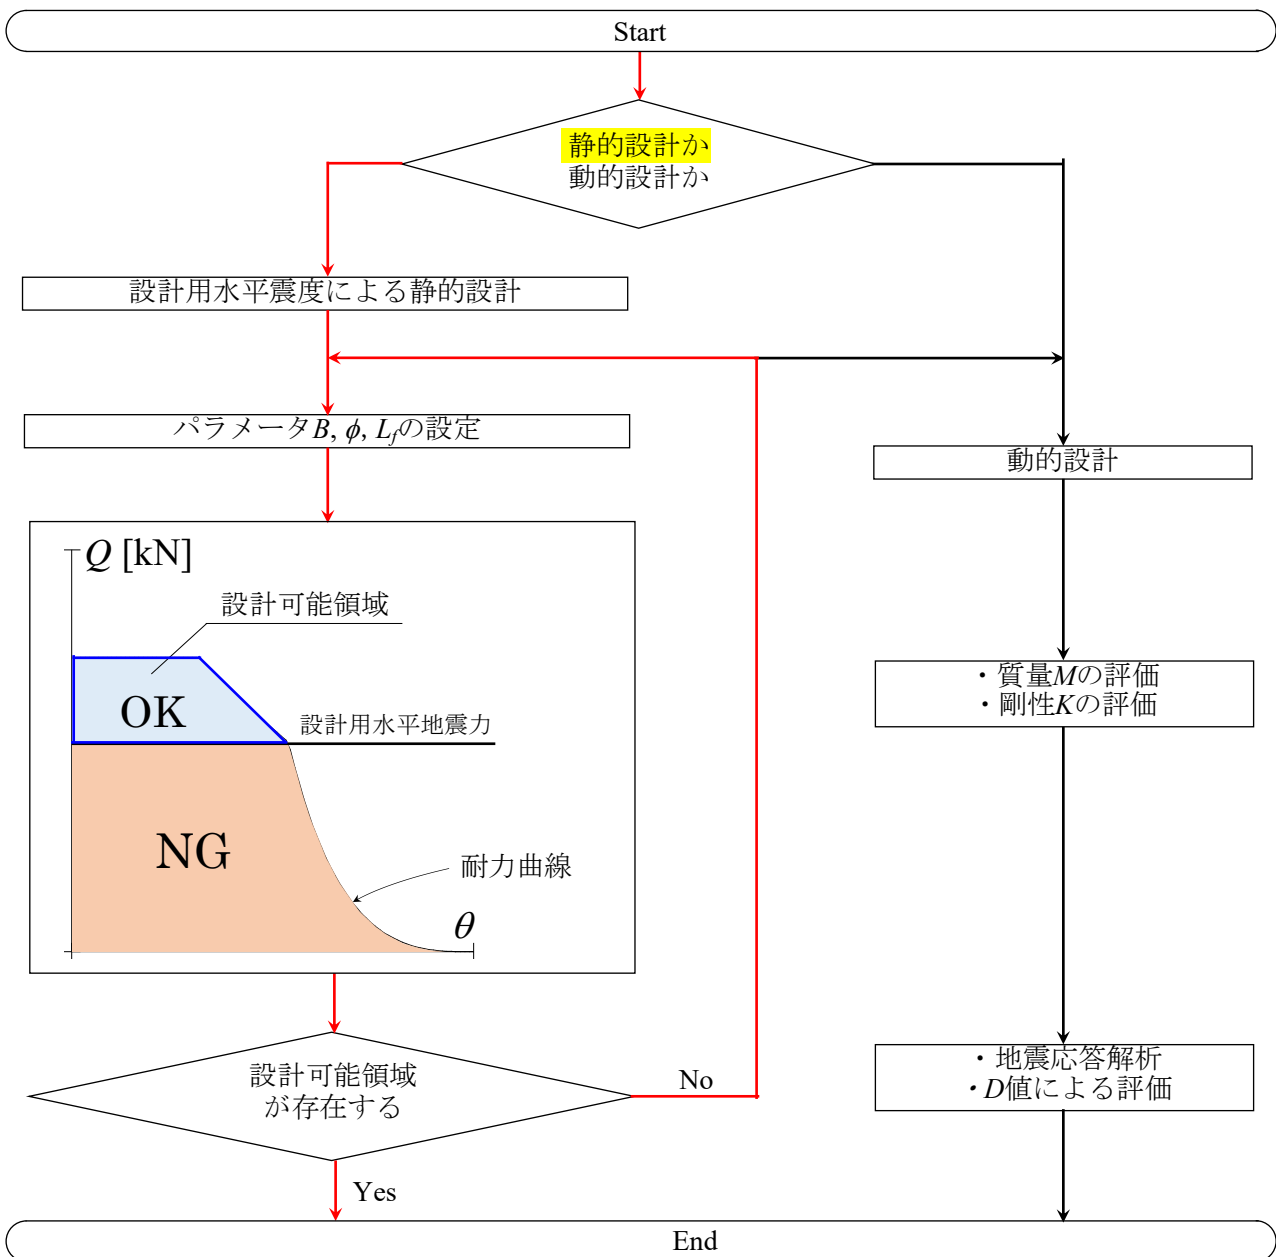 Start
静的設計か
動的設計か
設計用水平震度による静的設計
パラメータB, ϕ, Lfの設定
動的設計
Q [kN]
設計可能領域
OK
設計用水平地震力
NG
耐力曲線
θ
・質量Mの評価
・剛性Kの評価
設計可能領域
が存在する
No
Yes
・地震応答解析
・D値による評価
End